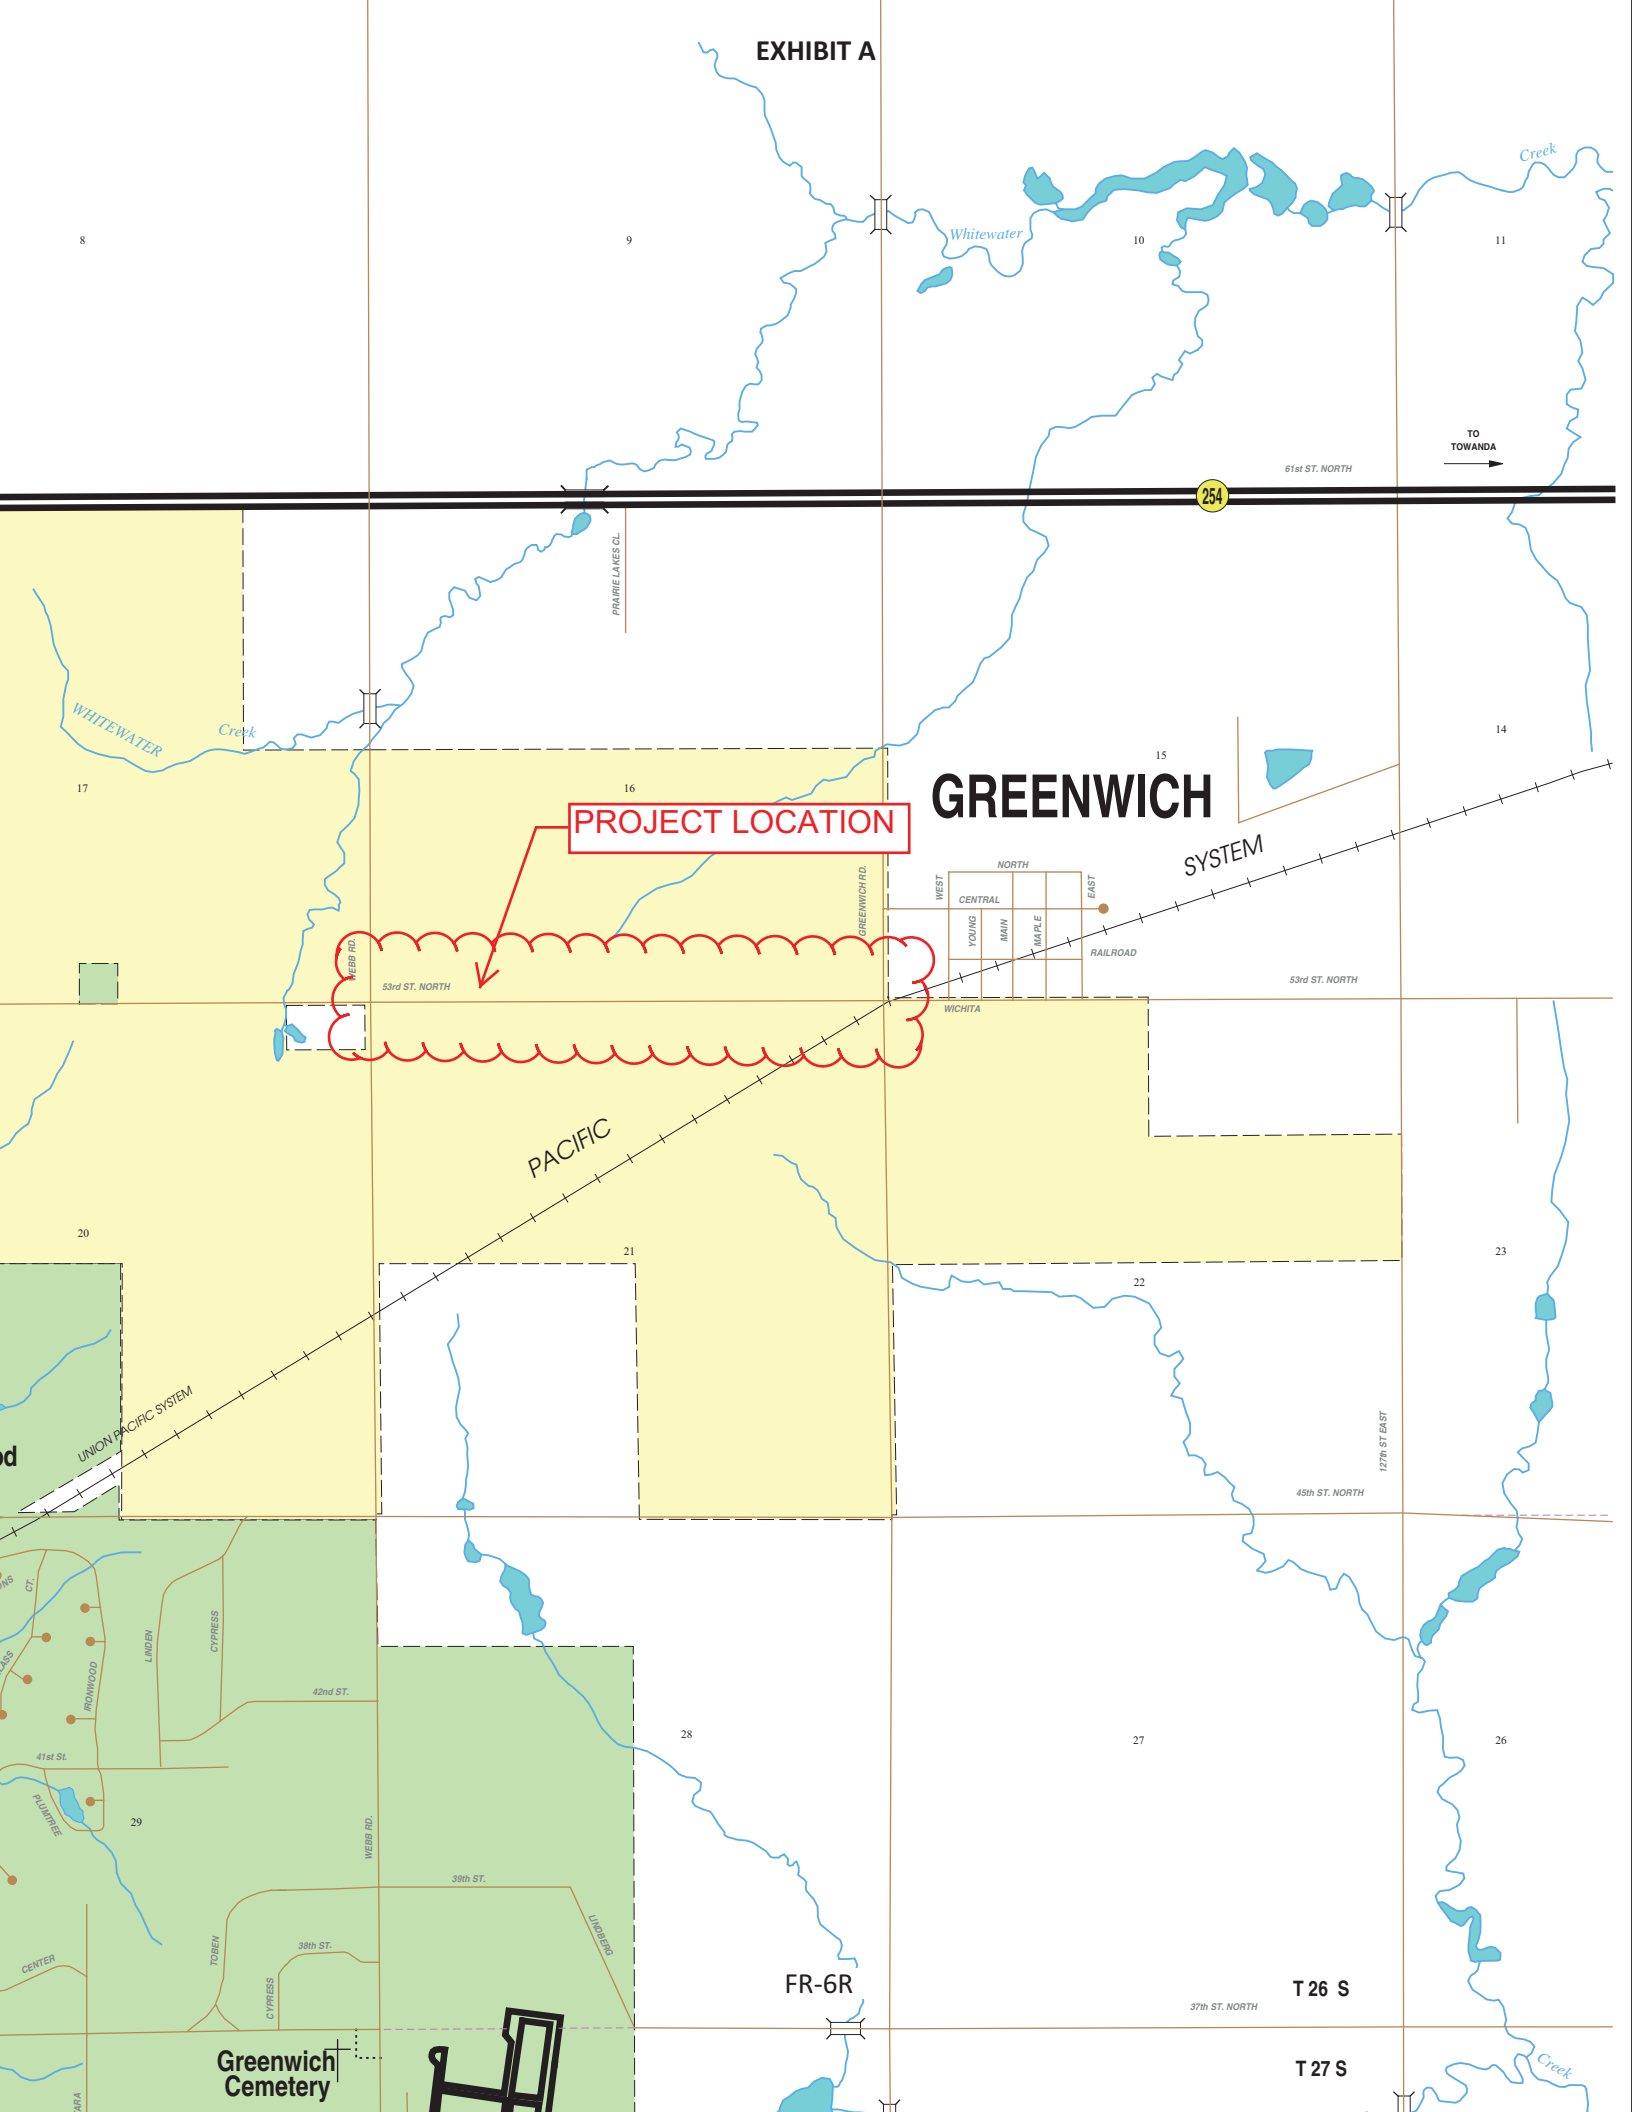 EXHIBIT A
Creek
Whitewater
8
9
10
11
TO
TOWANDA
61st ST. NORTH
254
PRAIRIE LAKES CL.
WHITEWATER
Creek
14
15
17
16
GREENWICH
PROJECT LOCATION
SYSTEM
NORTH
WEST
EAST
GREENWICH RD.
CENTRAL
YOUNG
MAIN
MAPLE
RAILROAD
WEBB RD.
53rd ST. NORTH
53rd ST. NORTH
WICHITA
PACIFIC
20
21
23
22
UNION PACIFIC SYSTEM
127th ST EAST
od
45th ST. NORTH
CT.
LINDEN
CYPRESS
IRONWOOD
42nd ST.
28
27
26
41st St.
PLUMTREE
29
WEBB RD.
39th ST.
LINDBERG
TOBEN
38th ST.
CENTER
CYPRESS
FR-6R
T 26 S
37th ST. NORTH
Greenwich
Cemetery
T 27 S
Creek